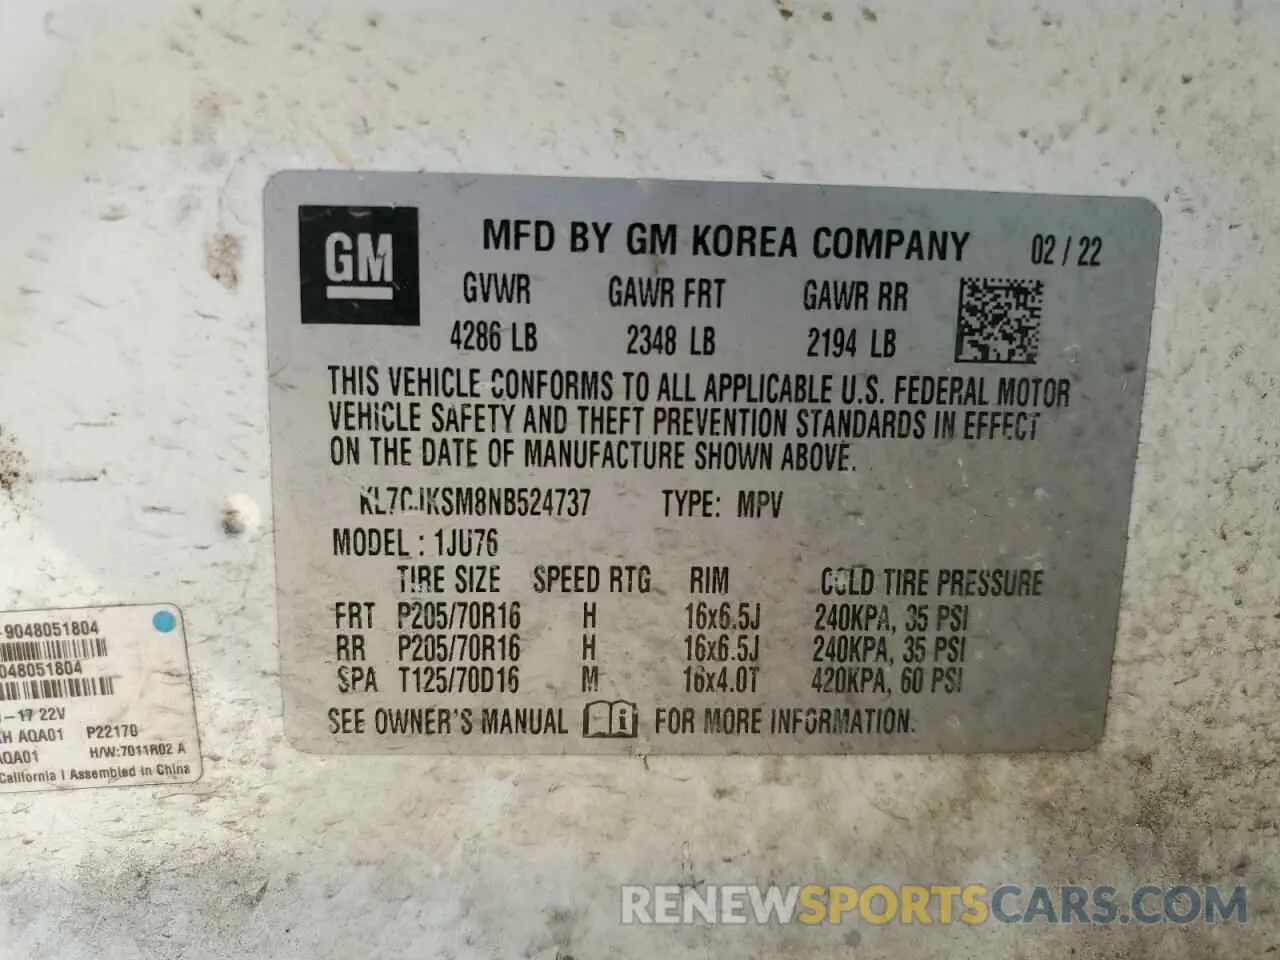 GM
MFD BY GM KOREA COMPANY 02 / 22
GVWR GAWR FRT GAWR RR
4286 LB 2348 LB 2194 LB
THIS VEHICLE CONFORMS TO ALL APPLICABLE U.S. FEDERAL MOTOR
VEHICLE SAFETY AND THEFT PREVENTION STANDARDS IN EFFECT
ON THE DATE OF MANUFACTURE SHOWN ABOVE.
KL7CJKSM8NB524737 TYPE: MPV
MODEL : 1JU76
TIRE SIZE SPEED RTG RIM COLD TIRE PRESSURE
FRT P205/70R16 H 16x6.5J 240KPA, 35 PSI
RR P205/70R16 H 16x6.5J 240KPA, 35 PSI
SPA T125/70D16 M 16x4.0T 420KPA, 60 PSI
SEE OWNER'S MANUAL i FOR MORE INFORMATION.
9048051804
048051804
-17 22V
AQA01 P22170
AQA01 H/W:7011R02 A
California | Assembled in China
RENEWSPORTSCARS.COM